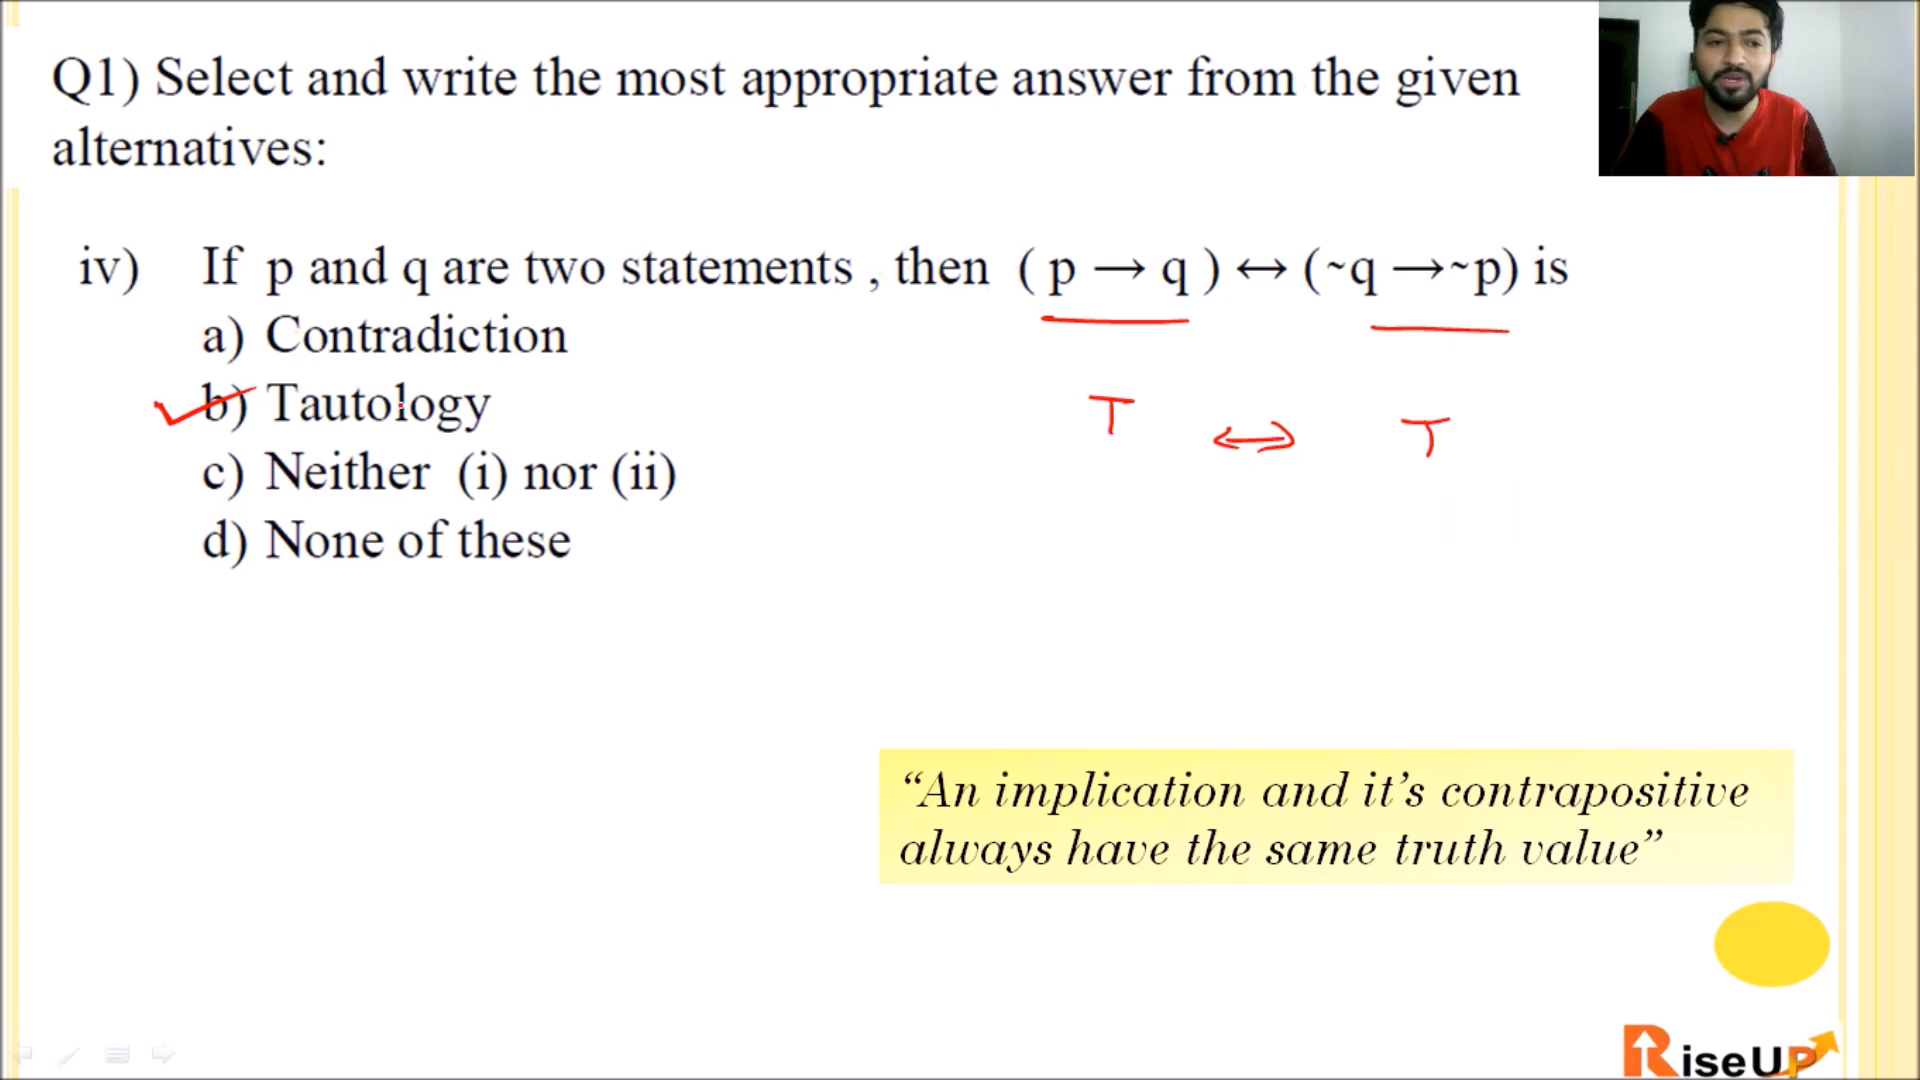 Q1) Select and write the most appropriate answer from the given
alternatives:
iv) If p and q are two statements , then ( p → q ) ↔ (~q →~p) is
a) Contradiction
b) Tautology
c) Neither (i) nor (ii)
d) None of these
T ↔ T
“An implication and it’s contrapositive
always have the same truth value”
RiseUP